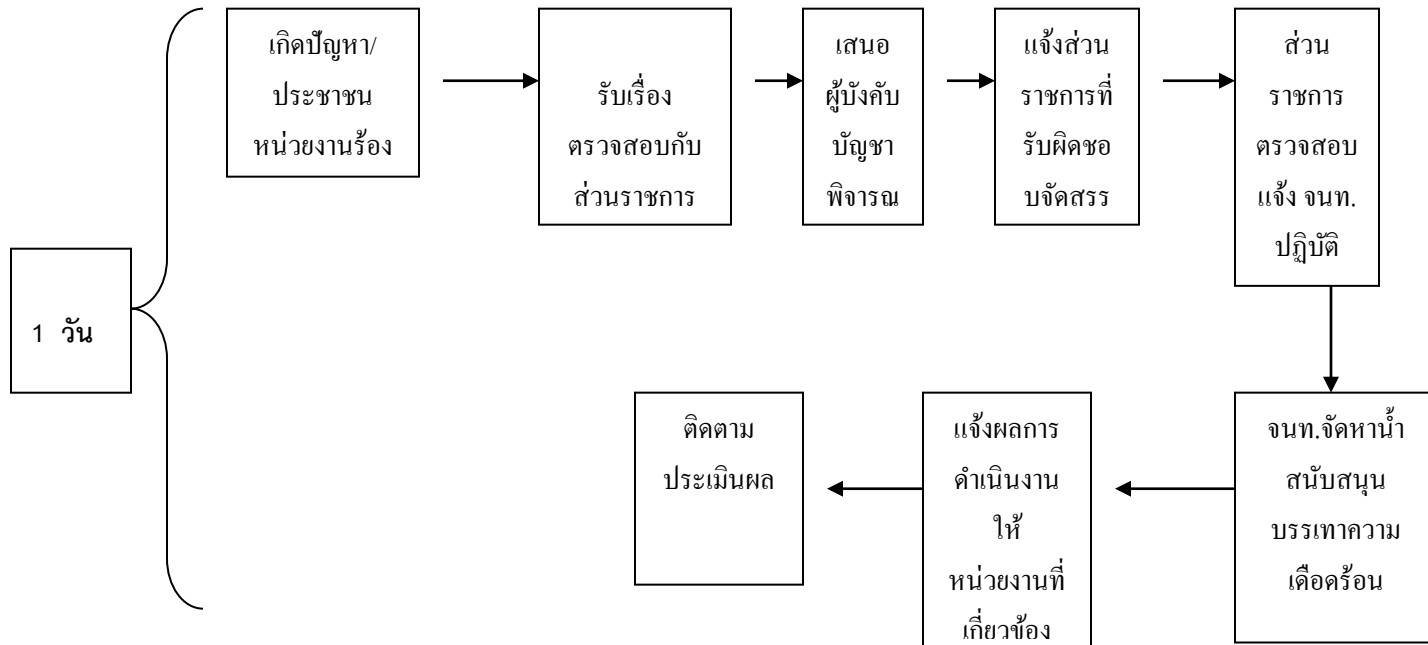 เกิดปัญหา/
ประชาชน
หน่วยงานร้อง
รับเรื่อง
ตรวจสอบกับ
ส่วนราชการ
เสนอ
ผู้บังคับ
บัญชา
พิจารณ
แจ้งส่วน
ราชการที่
รับผิดชอ
บจัดสรร
ส่วน
ราชการ
ตรวจสอบ
แจ้ง จนท.
ปฏิบัติ
1 วัน
จนท.จัดหาน้ำ
สนับสนุน
บรรเทาความ
เดือดร้อน
แจ้งผลการ
ดำเนินงาน
ให้
หน่วยงานที่
เกี่ยวข้อง
ติดตาม
ประเมินผล